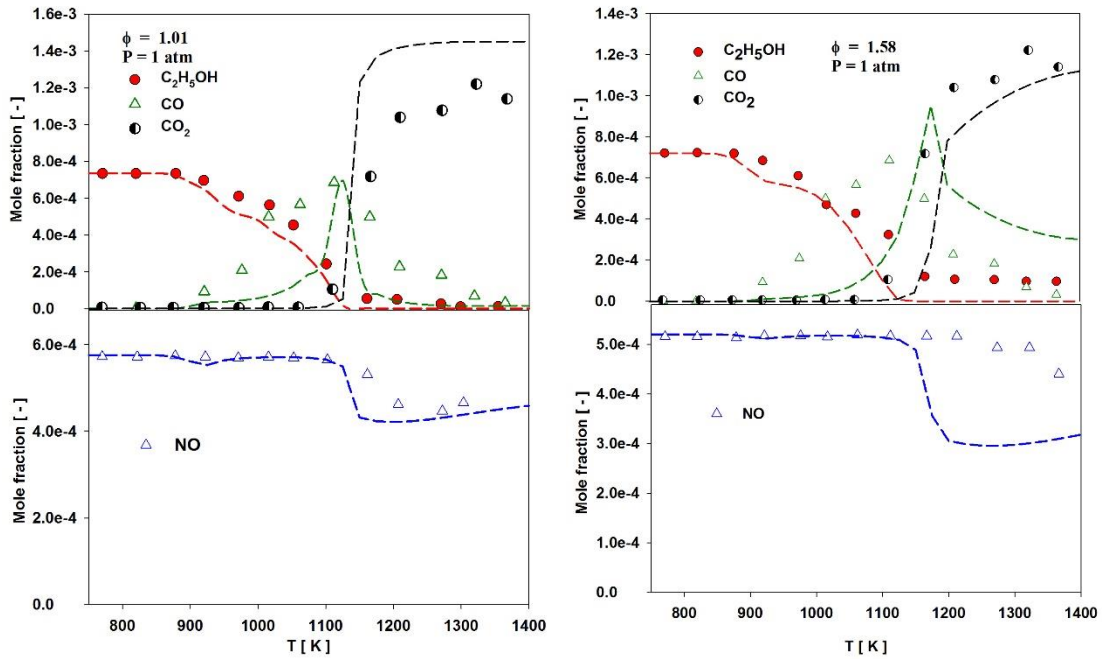 1.6e-3
1.4e-3
1.2e-3
1.0e-3
8.0e-4
6.0e-4
4.0e-4
2.0e-4
0.0
Mole fraction [ - ]
ϕ = 1.01
P = 1 atm
C2H5OH
CO
CO2
6.0e-4
4.0e-4
2.0e-4
0.0
Mole fraction [ - ]
NO
800 900 1000 1100 1200 1300 1400
T [ K ]
1.4e-3
1.2e-3
1.0e-3
8.0e-4
6.0e-4
4.0e-4
2.0e-4
0.0
Mole fraction [ - ]
C2H5OH
CO
CO2
ϕ = 1.58
P = 1 atm
5.0e-4
4.0e-4
3.0e-4
2.0e-4
1.0e-4
0.0
Mole fraction [ - ]
NO
800 900 1000 1100 1200 1300 1400
T [ K ]